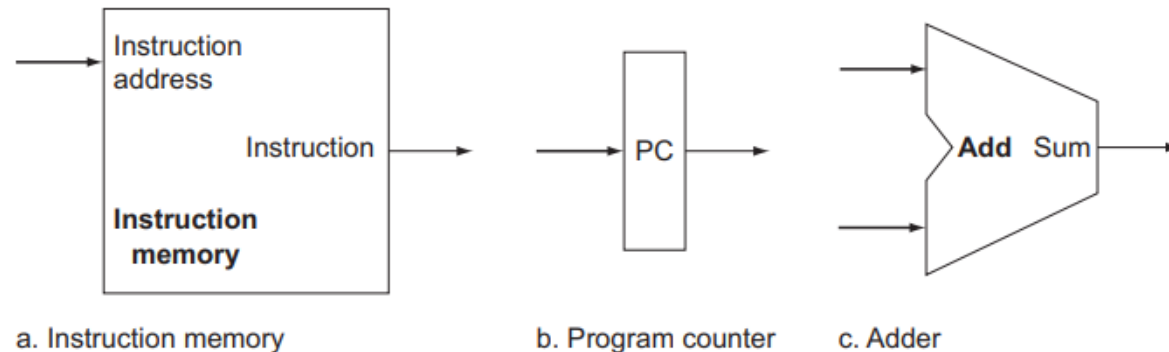 Instruction
address
Instruction
Instruction
memory
PC
Add Sum
a. Instruction memory
b. Program counter
c. Adder